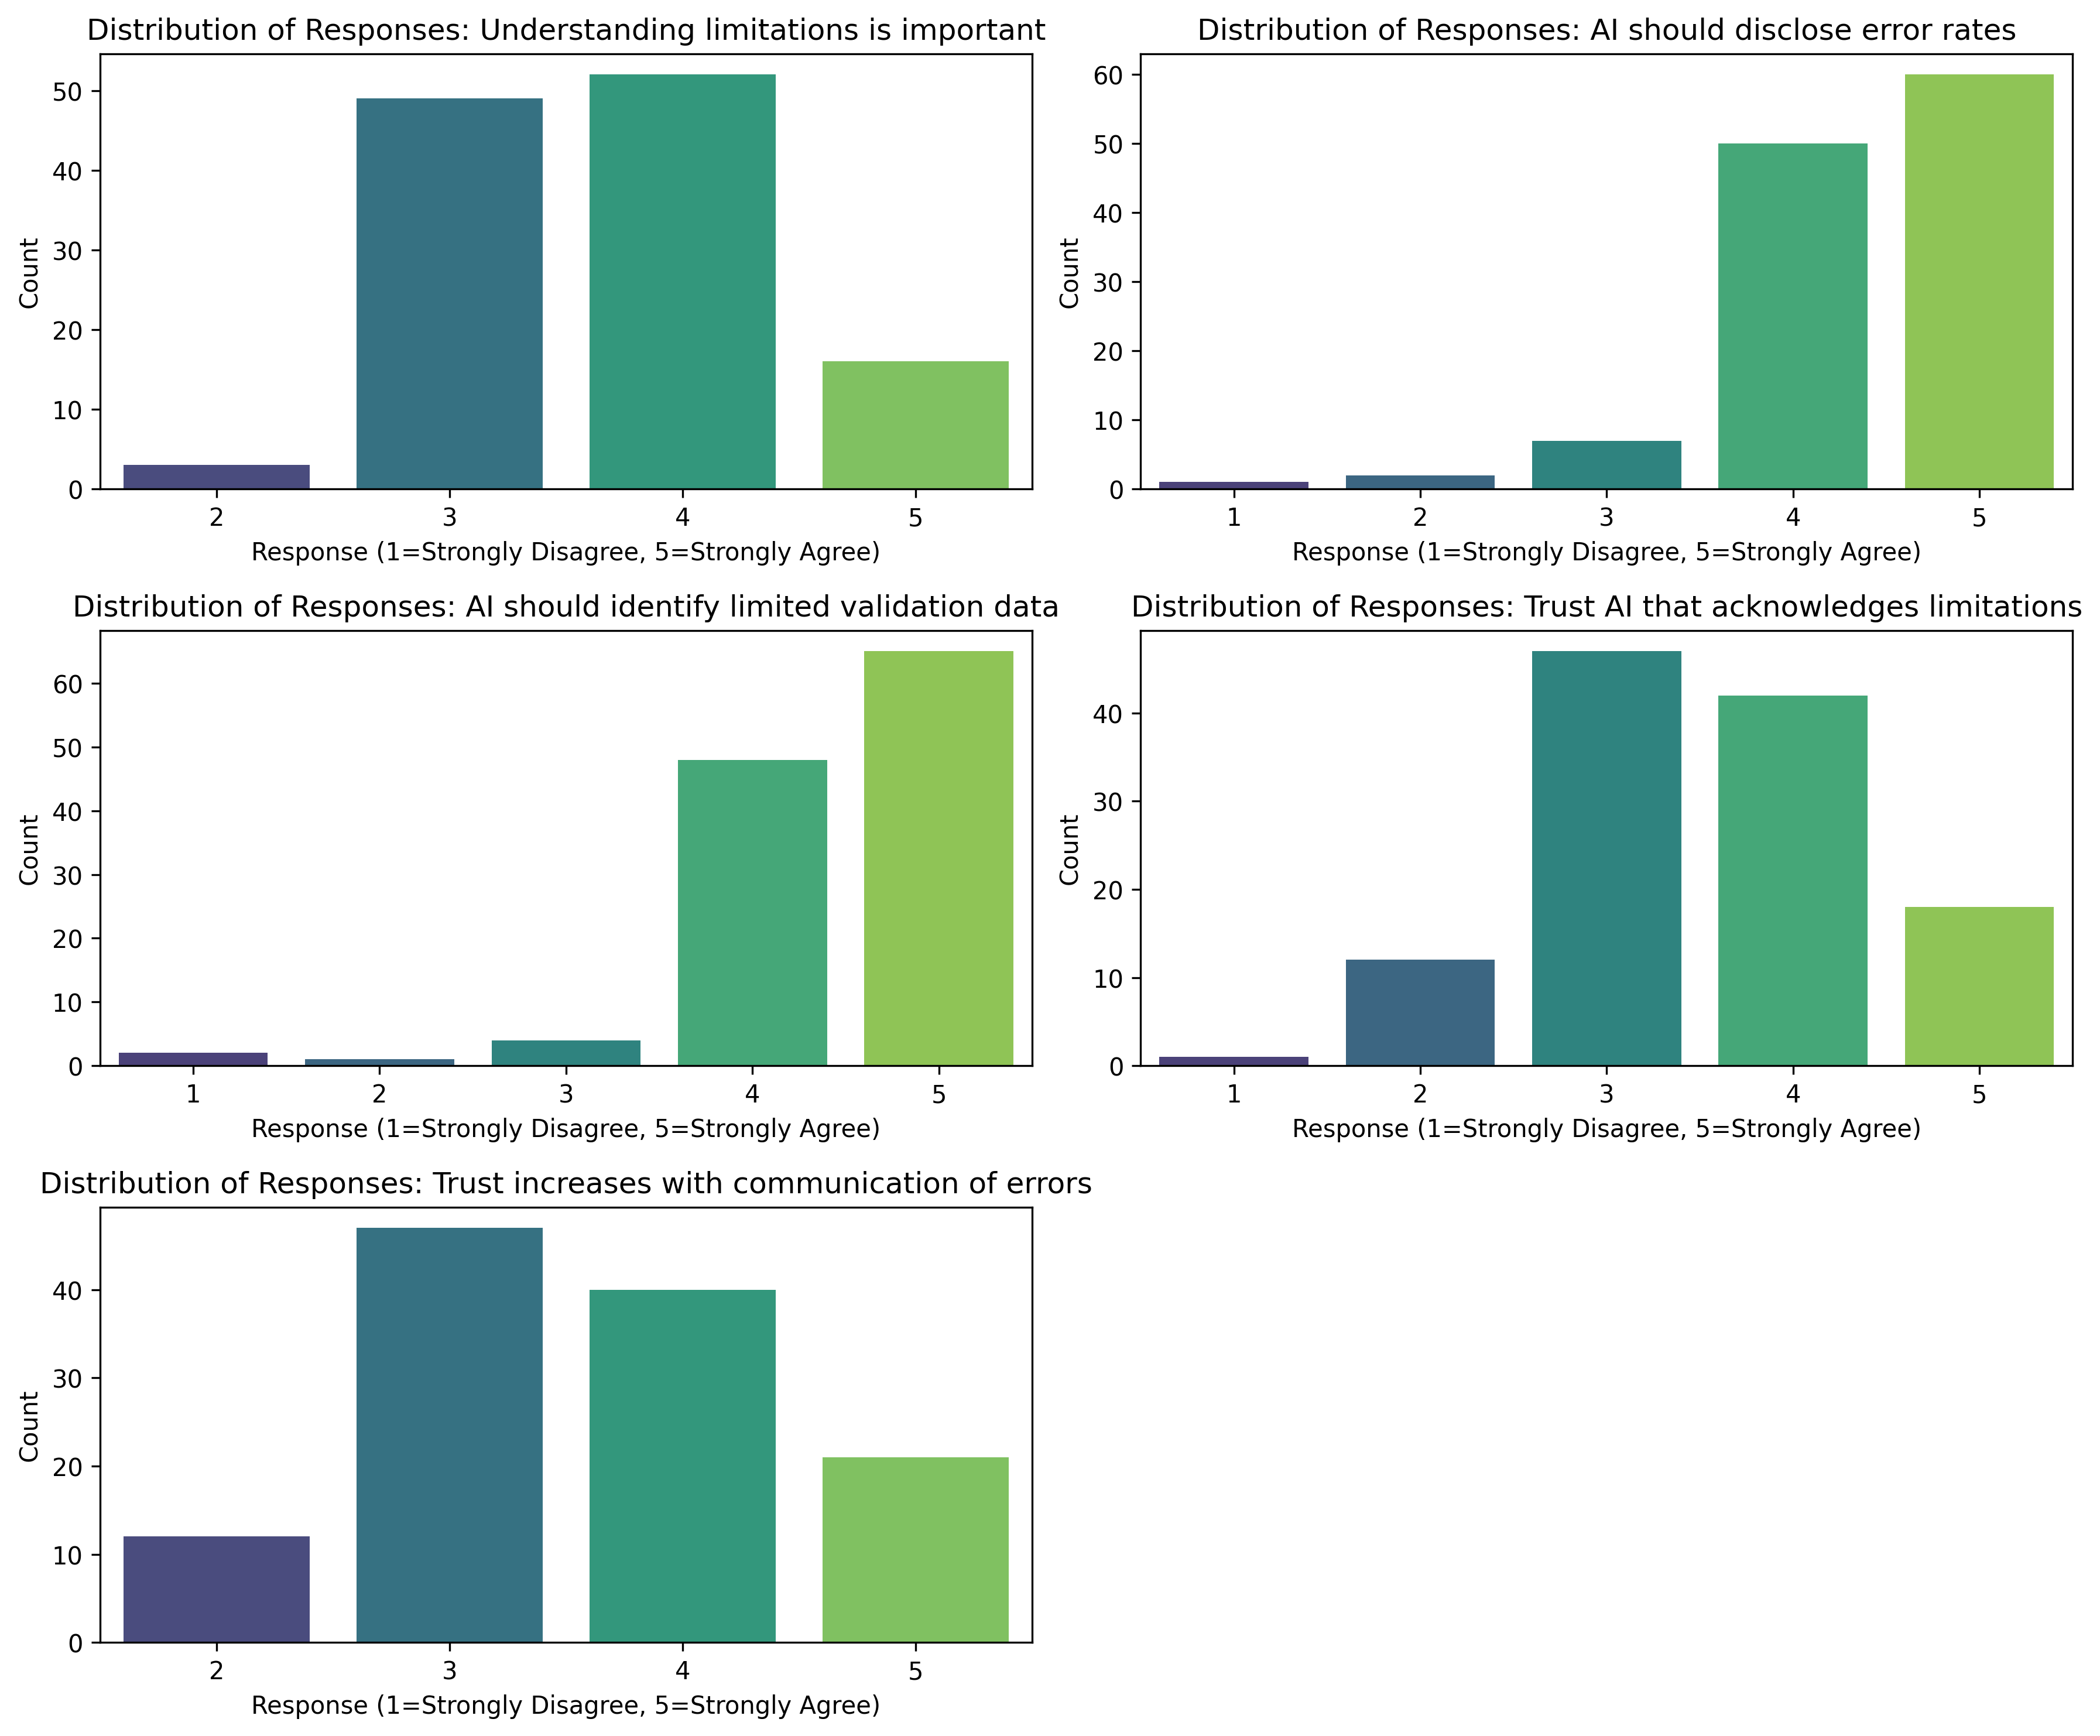 Distribution of Responses: Understanding limitations is important
50
40
30
20
10
0
Count
2 3 4 5
Response (1=Strongly Disagree, 5=Strongly Agree)
Distribution of Responses: AI should disclose error rates
60
50
40
30
20
10
0
Count
1 2 3 4 5
Response (1=Strongly Disagree, 5=Strongly Agree)
Distribution of Responses: AI should identify limited validation data
60
50
40
30
20
10
0
Count
1 2 3 4 5
Response (1=Strongly Disagree, 5=Strongly Agree)
Distribution of Responses: Trust AI that acknowledges limitations
40
30
20
10
0
Count
1 2 3 4 5
Response (1=Strongly Disagree, 5=Strongly Agree)
Distribution of Responses: Trust increases with communication of errors
40
30
20
10
0
Count
2 3 4 5
Response (1=Strongly Disagree, 5=Strongly Agree)